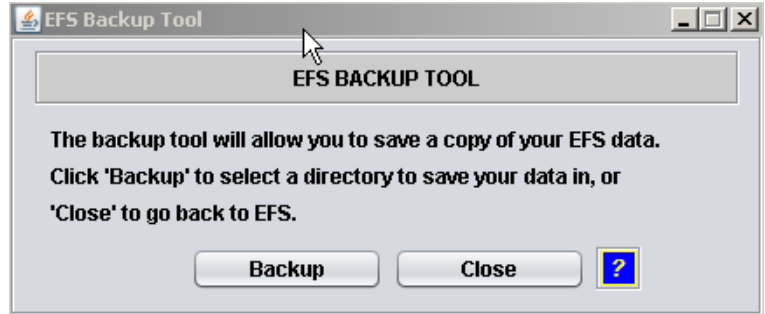 EFS Backup Tool
EFS BACKUP TOOL
The backup tool will allow you to save a copy of your EFS data.
Click 'Backup' to select a directory to save your data in, or
'Close' to go back to EFS.
Backup Close ?